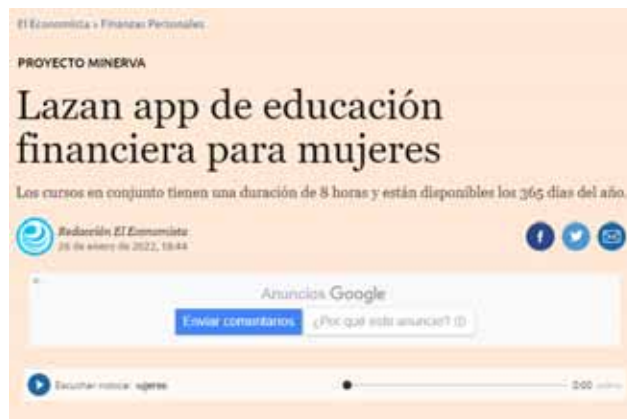 El Economista > Finanzas Personales
PROYECTO MINERVA
Lazan app de educación
financiera para mujeres
Los cursos en conjunto tienen una duración de 8 horas y están disponibles los 365 días del año.
Redacción El Economista
26 de enero de 2022, 18:44
Anuncios Google
Enviar comentarios ¿Por qué este anuncio?
Escuchar noticia: ujeres 0:00